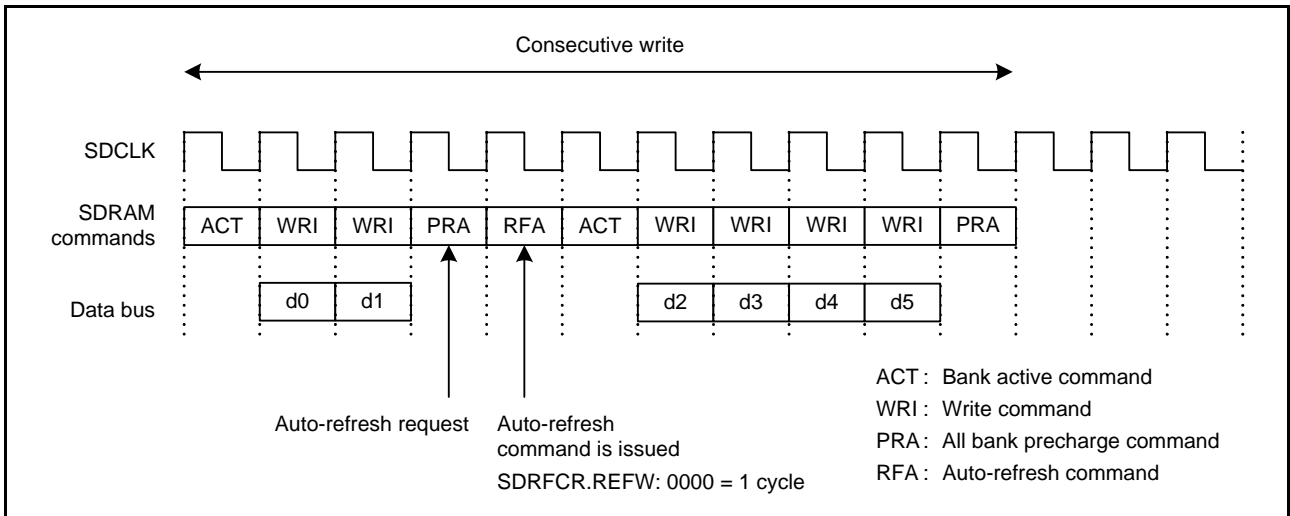 Consecutive write
SDCLK
SDRAM
commands
ACT WRI WRI PRA RFA ACT WRI WRI WRI WRI PRA
Data bus
d0 d1 d2 d3 d4 d5
Auto-refresh request
Auto-refresh
command is issued
SDRFCR.REFW: 0000 = 1 cycle
ACT : Bank active command
WRI : Write command
PRA : All bank precharge command
RFA : Auto-refresh command